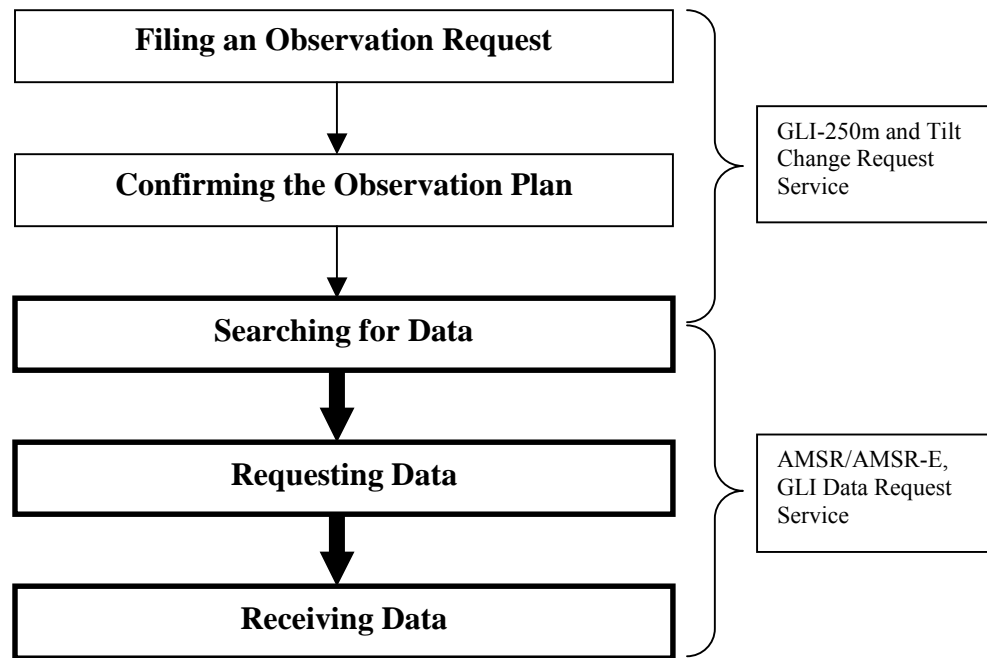 Filing an Observation Request
GLI-250m and Tilt
Change Request
Service
Confirming the Observation Plan
Searching for Data
Requesting Data
AMSR/AMSR-E,
GLI Data Request
Service
Receiving Data